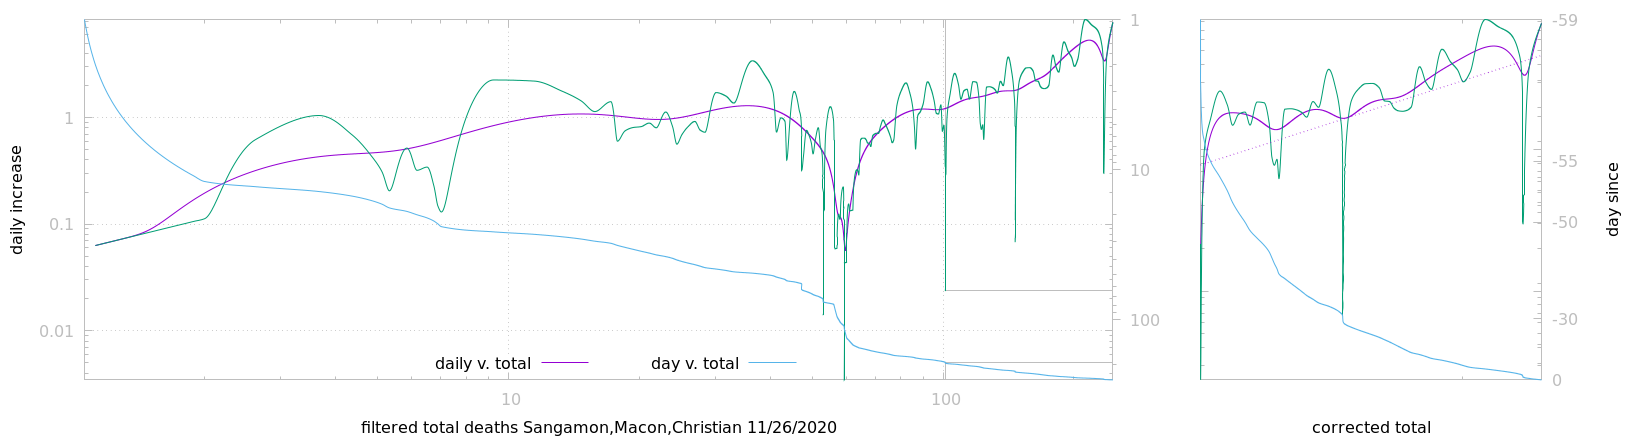 daily increase
1
0.1
0.01
10
100
1
10
100
daily v. total
day v. total
filtered total deaths Sangamon,Macon,Christian 11/26/2020
-59
-55
-50
-30
0
day since
corrected total